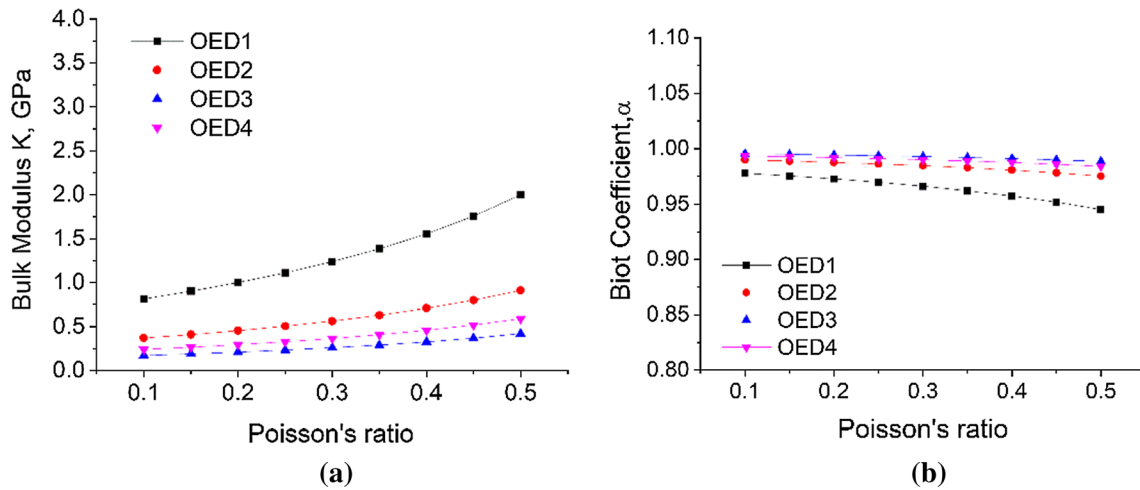 4.0
3.5
3.0
2.5
2.0
1.5
1.0
0.5
0.0
Bulk Modulus K, GPa
OED1
OED2
OED3
OED4
0.1 0.2 0.3 0.4 0.5
Poisson's ratio
(a)
1.10
1.05
1.00
0.95
0.90
0.85
0.80
Biot Coefficient,α
OED1
OED2
OED3
OED4
0.1 0.2 0.3 0.4 0.5
Poisson's ratio
(b)